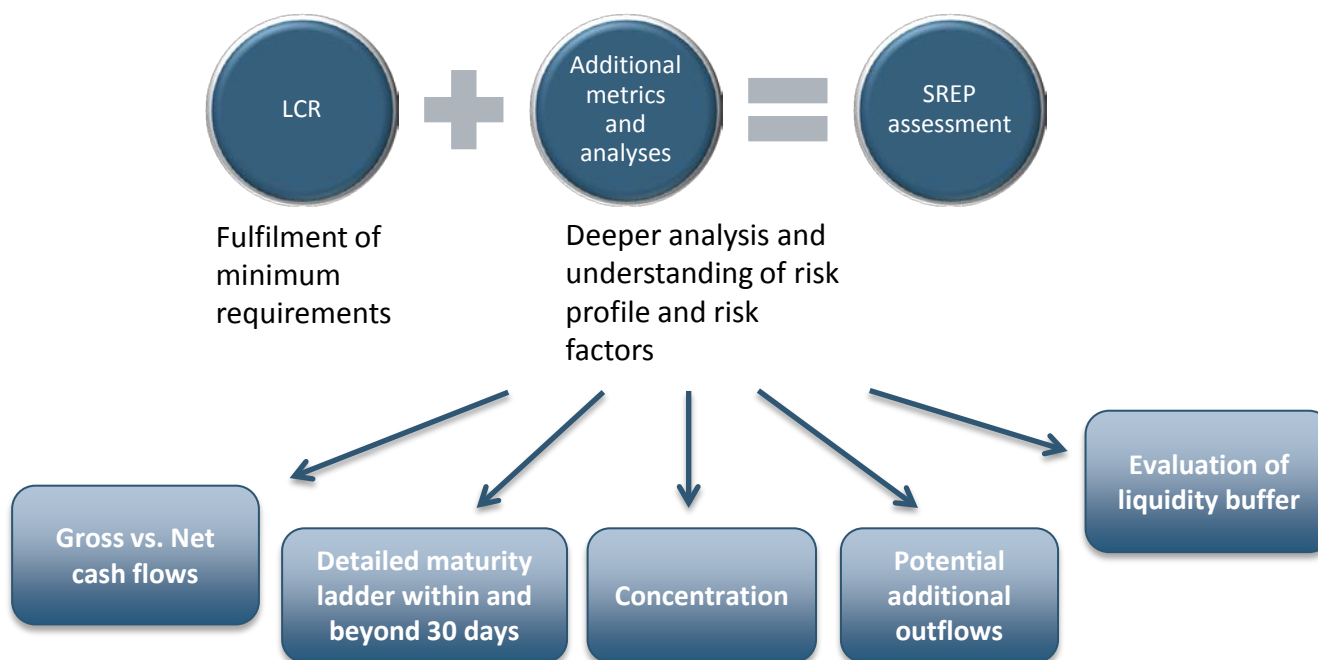 LCR
Additional
metrics
and
analyses
SREP
assessment
Fulfilment of
minimum
requirements
Deeper analysis and
understanding of risk
profile and risk
factors
Gross vs. Net
cash flows
Detailed maturity
ladder within and
beyond 30 days
Concentration
Potential
additional
outflows
Evaluation of
liquidity buffer